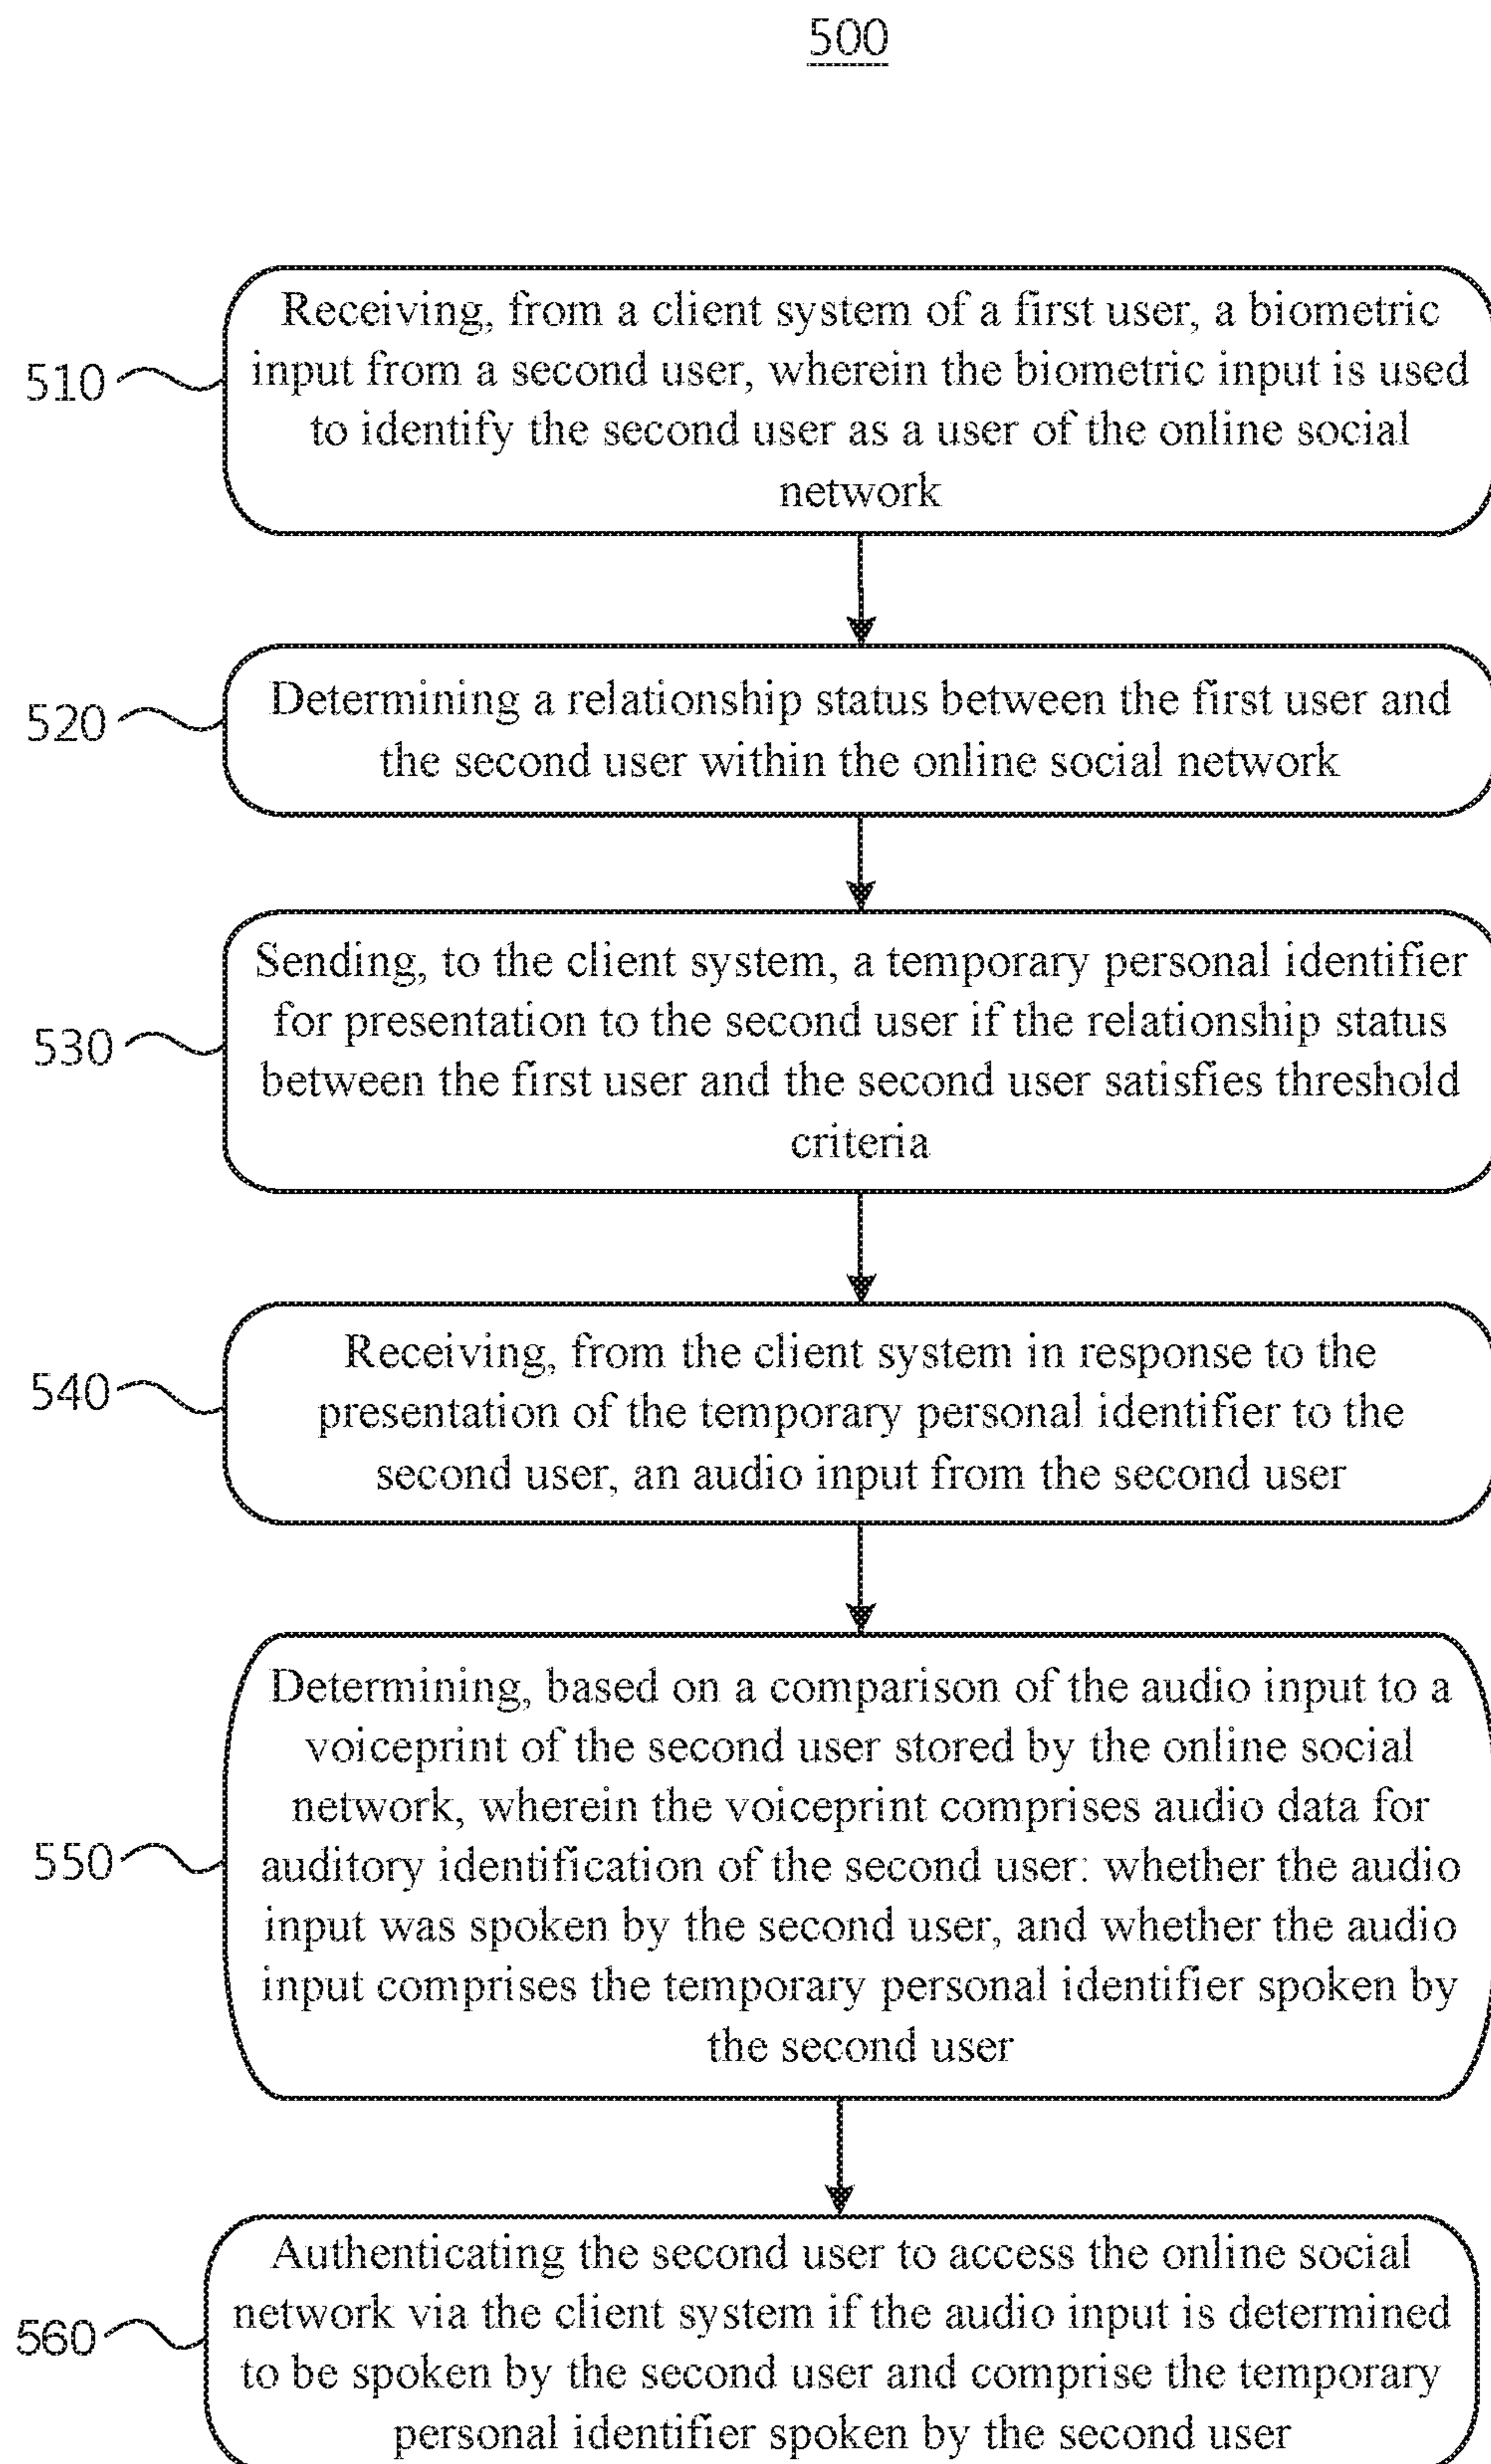 500
510
Receiving, from a client system of a first user, a biometric
input from a second user, wherein the biometric input is used
to identify the second user as a user of the online social
network
520
Determining a relationship status between the first user and
the second user within the online social network
530
Sending, to the client system, a temporary personal identifier
for presentation to the second user if the relationship status
between the first user and the second user satisfies threshold
criteria
540
Receiving, from the client system in response to the
presentation of the temporary personal identifier to the
second user, an audio input from the second user
550
Determining, based on a comparison of the audio input to a
voiceprint of the second user stored by the online social
network, wherein the voiceprint comprises audio data for
auditory identification of the second user: whether the audio
input was spoken by the second user, and whether the audio
input comprises the temporary personal identifier spoken by
the second user
560
Authenticating the second user to access the online social
network via the client system if the audio input is determined
to be spoken by the second user and comprise the temporary
personal identifier spoken by the second user